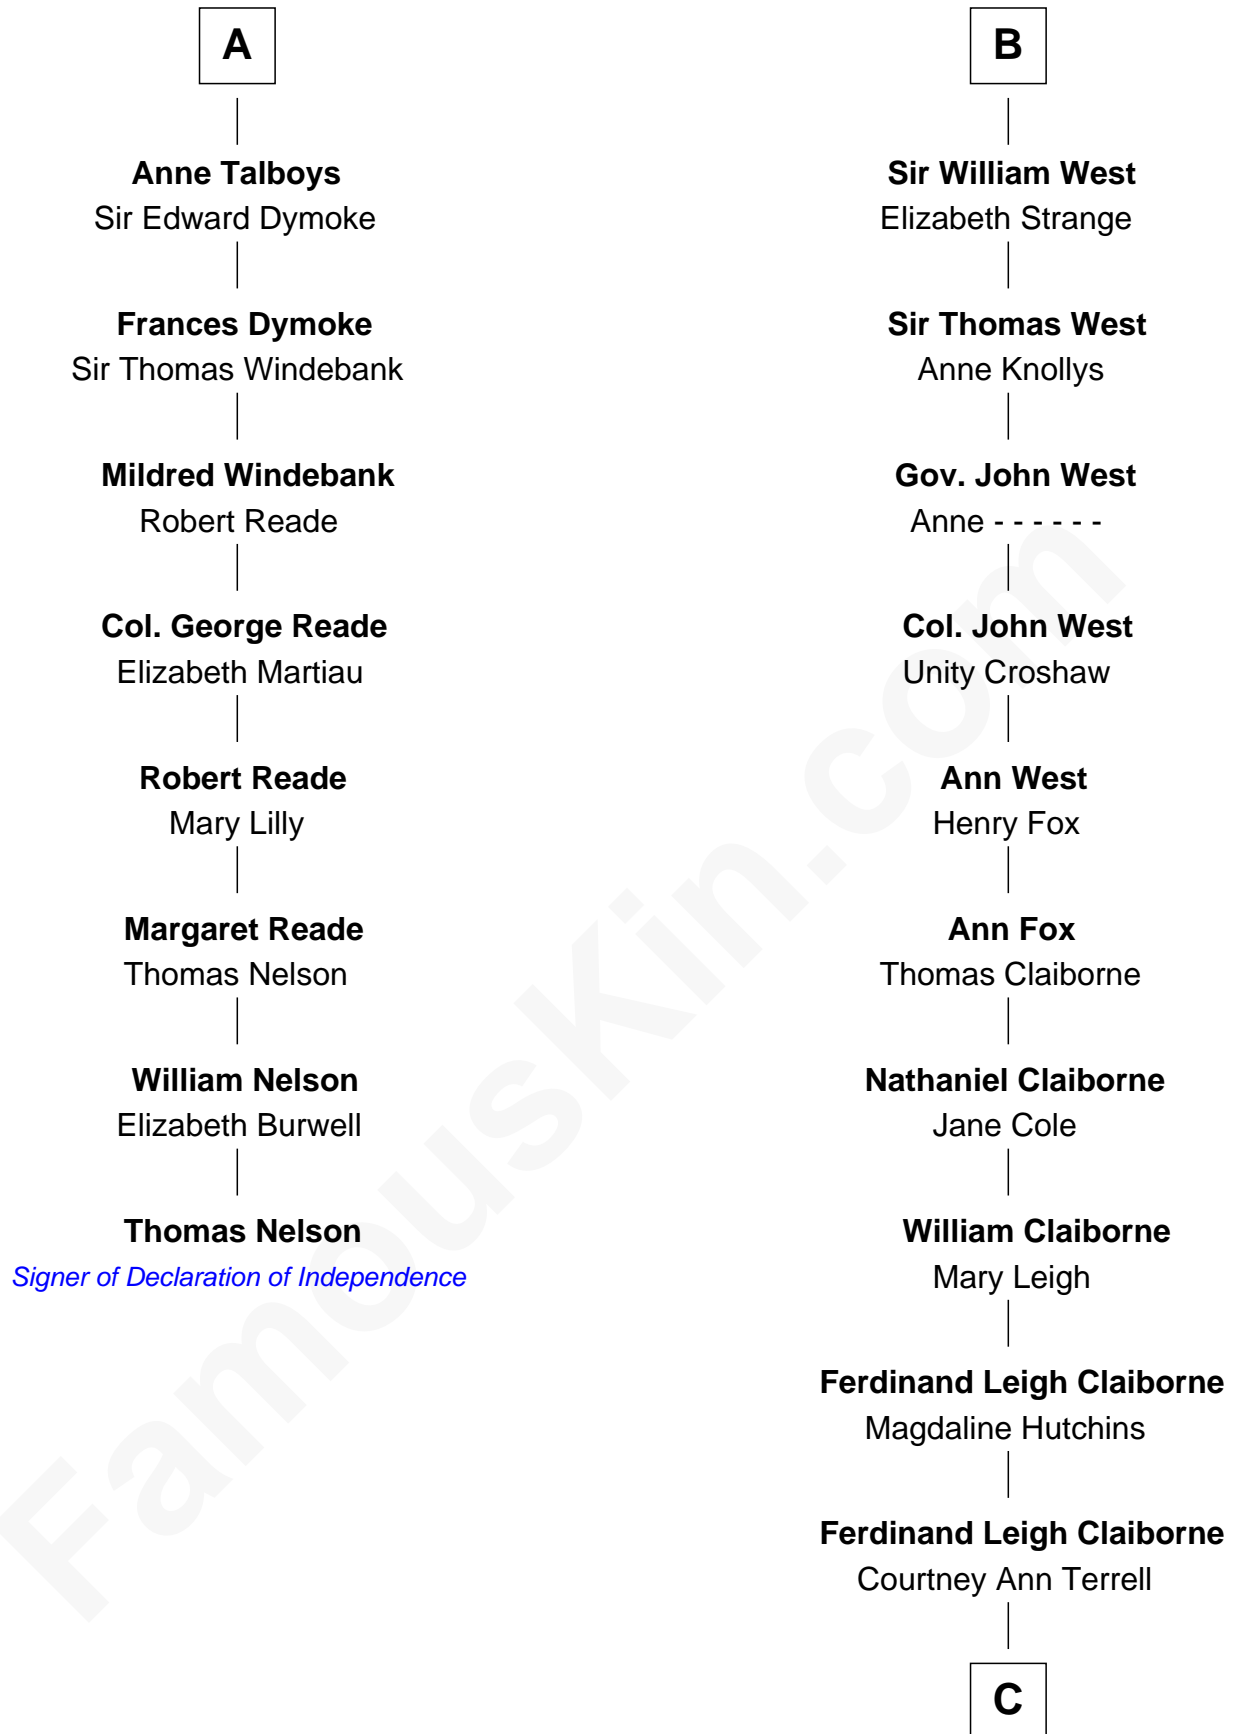 A
Anne Talboys
Sir Edward Dymoke
Frances Dymoke
Sir Thomas Windebank
Mildred Windebank
Robert Reade
Col. George Reade
Elizabeth Martiau
Robert Reade
Mary Lilly
Margaret Reade
Thomas Nelson
William Nelson
Elizabeth Burwell
Thomas Nelson
Signer of Declaration of Independence
B
Sir William West
Elizabeth Strange
Sir Thomas West
Anne Knollys
Gov. John West
Anne - - - - - -
Col. John West
Unity Croshaw
Ann West
Henry Fox
Ann Fox
Thomas Claiborne
Nathaniel Claiborne
Jane Cole
William Claiborne
Mary Leigh
Ferdinand Leigh Claiborne
Magdaline Hutchins
Ferdinand Leigh Claiborne
Courtney Ann Terrell
C
FamousKin.com